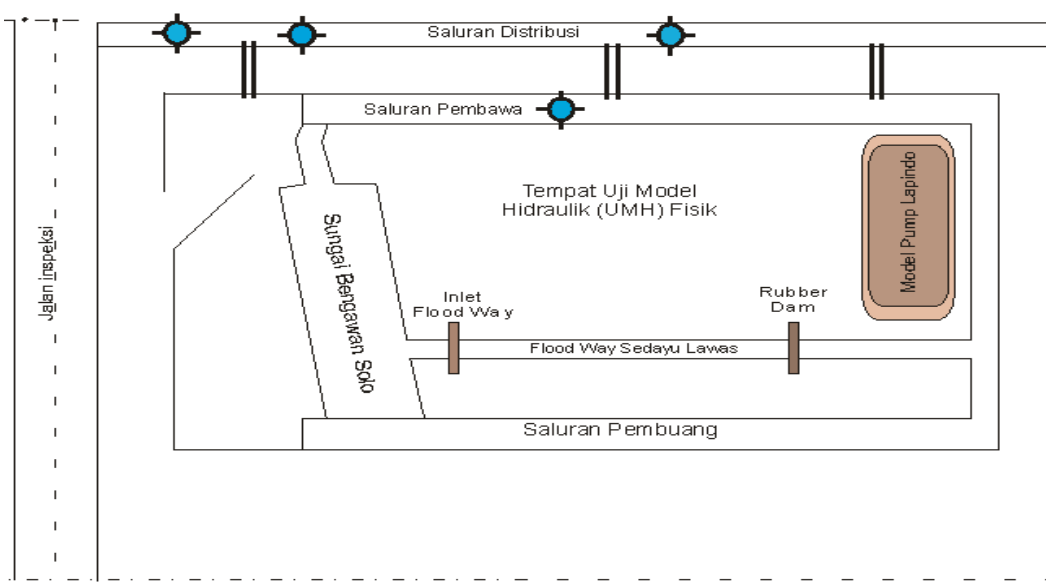 Saluran Distribusi
Saluran Pembawa
Tempat Uji Model
Hidraulik (UMH) Fisik
Model Pump Lapindo
Sungai Bengawan Solo
Jalan inspeksi
Inlet
Flood Way
Rubber
Dam
Flood Way Sedayu Lawas
Saluran Pembuang